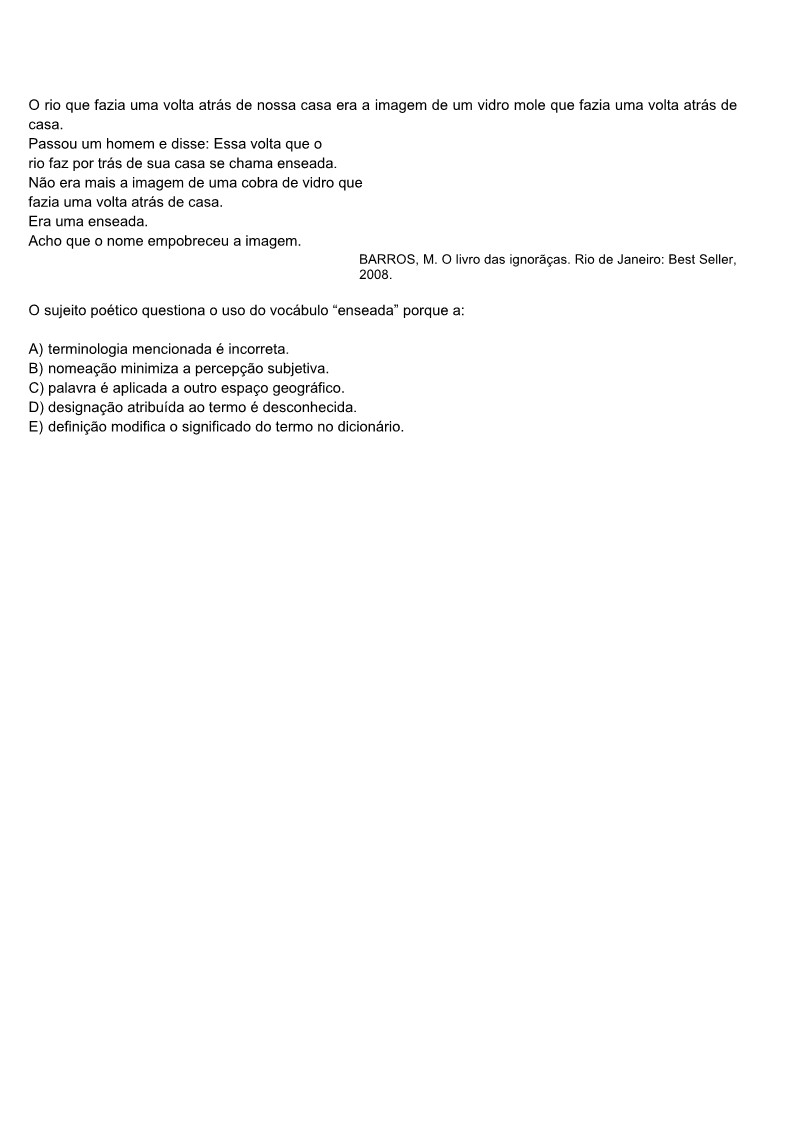 O rio que fazia uma volta atrás de nossa casa era a imagem de um vidro mole que fazia uma volta atrás de
casa.
Passou um homem e disse: Essa volta que o
rio faz por trás de sua casa se chama enseada.
Não era mais a imagem de uma cobra de vidro que
fazia uma volta atrás de casa.
Era uma enseada.
Acho que o nome empobreceu a imagem.
BARROS, M. O livro das ignorãças. Rio de Janeiro: Best Seller,
2008.
O sujeito poético questiona o uso do vocábulo “enseada” porque a:
A) terminologia mencionada é incorreta.
B) nomeação minimiza a percepção subjetiva.
C) palavra é aplicada a outro espaço geográfico.
D) designação atribuída ao termo é desconhecida.
E) definição modifica o significado do termo no dicionário.